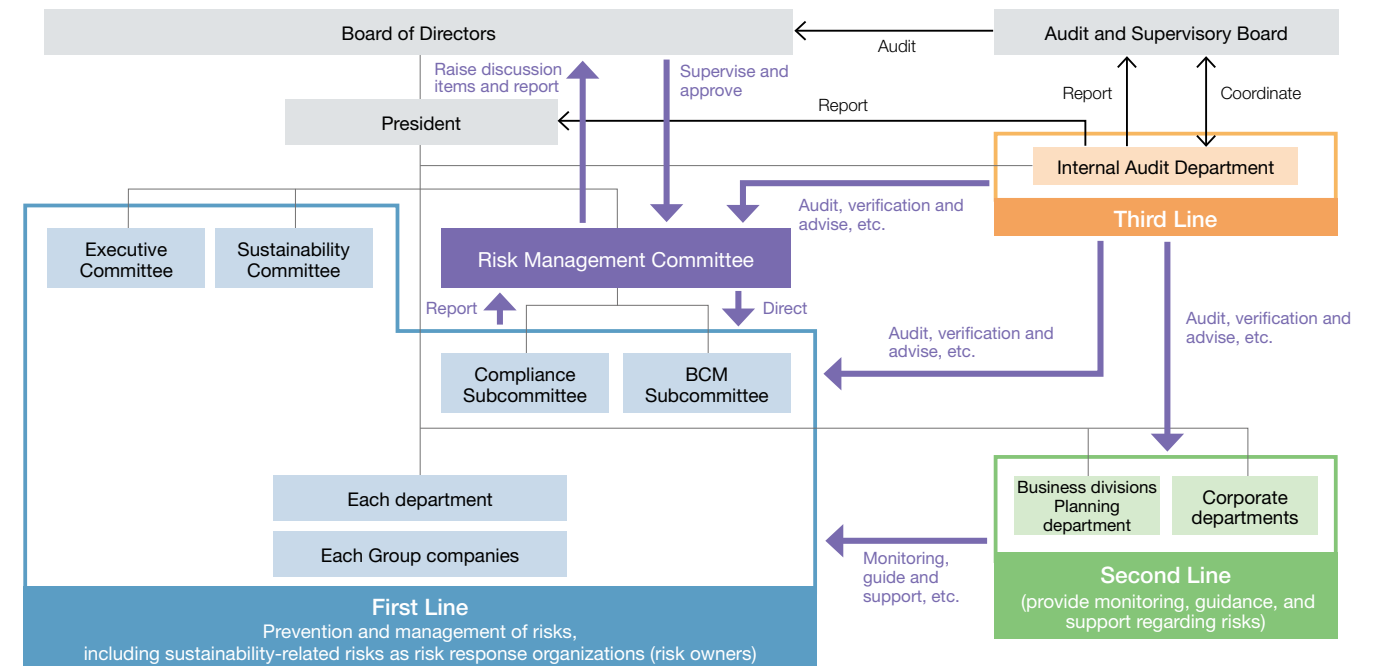 Board of Directors
Audit
Audit and Supervisory Board
Raise discussion
items and report
Supervise and
approve
Report
Coordinate
President
Report
Internal Audit Department
Third Line
Audit, verification and
advise, etc.
Executive
Committee
Sustainability
Committee
Risk Management Committee
Report
Direct
Audit, verification and
advise, etc.
Audit, verification and
advise, etc.
Compliance
Subcommittee
BCM
Subcommittee
Each department
Each Group companies
Business divisions
Planning
department
Corporate
departments
Monitoring,
guide and
support, etc.
Second Line
(provide monitoring, guidance, and
support regarding risks)
First Line
Prevention and management of risks,
including sustainability-related risks as risk response organizations (risk owners)